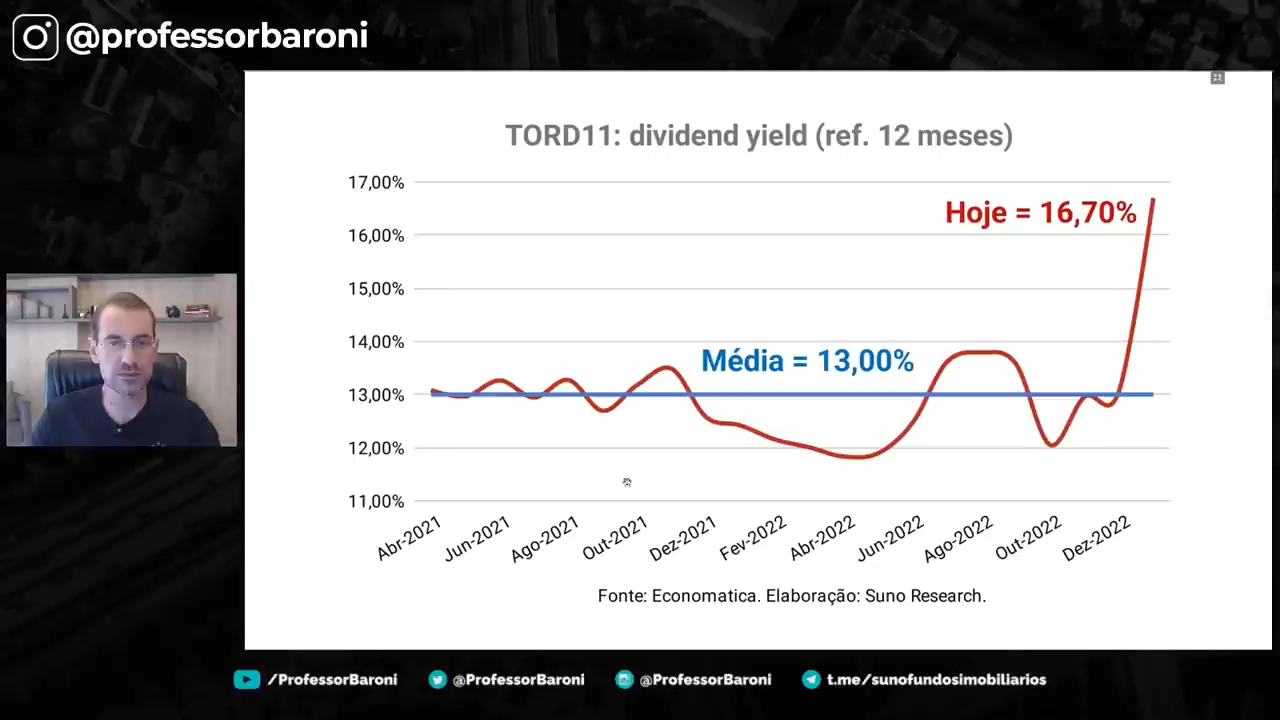 @professorbaroni
TORD11: dividend yield (ref. 12 meses)
17,00%
16,00%
15,00%
14,00%
13,00%
12,00%
11,00%
Hoje = 16,70%
Média = 13,00%
Abr-2021
Jun-2021
Ago-2021
Out-2021
Dez-2021
Fev-2022
Abr-2022
Jun-2022
Ago-2022
Out-2022
Dez-2022
Fonte: Economatica. Elaboração: Suno Research.
/ProfessorBaroni
@ProfessorBaroni
@ProfessorBaroni
t.me/sunofundosimobiliarios